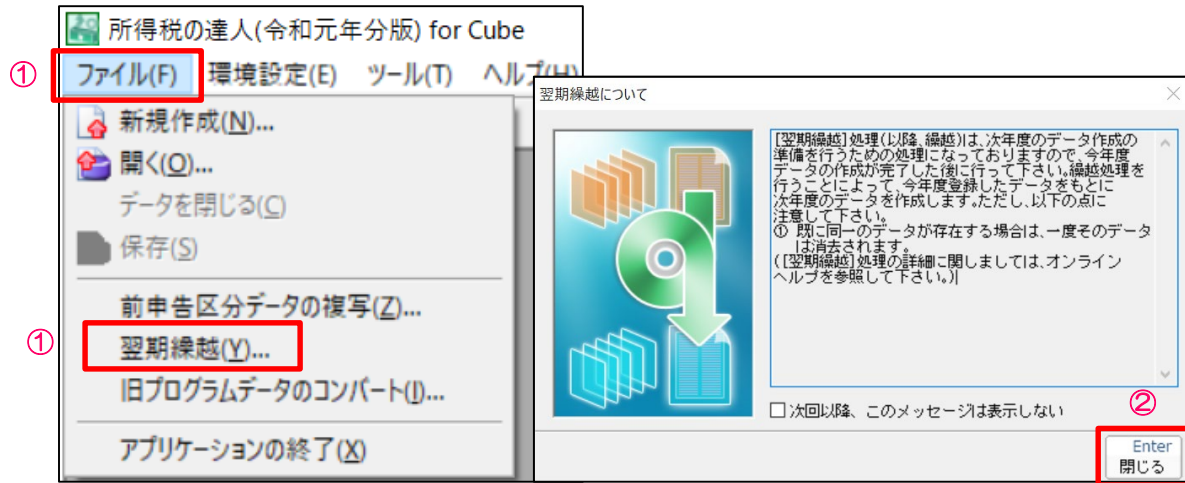 所得税の達人(令和元年分版) for Cube
① ファイル(F) 環境設定(E) ツール(T) ヘルプ(H)
新規作成(N)...
開く(O)...
データを閉じる(C)
保存(S)
前申告区分データの複写(Z)...
① 翌期繰越(Y)...
旧プログラムデータのコンバート(I)...
アプリケーションの終了(X)
翌期繰越について
[翌期繰越]処理(以降、繰越)は、次年度のデータ作成の
準備を行うための処理になっておりますので、今年度
データの作成が完了した後に行って下さい。繰越処理を
行うことによって、今年度登録したデータをもとに
次年度のデータを作成します。ただし、以下の点に
注意して下さい。
① 既に同一のデータが存在する場合は、一度そのデータ
は消去されます。
([翌期繰越]処理の詳細に関しましては、オンライン
ヘルプを参照して下さい。)
次回以降、このメッセージは表示しない
②
Enter
閉じる